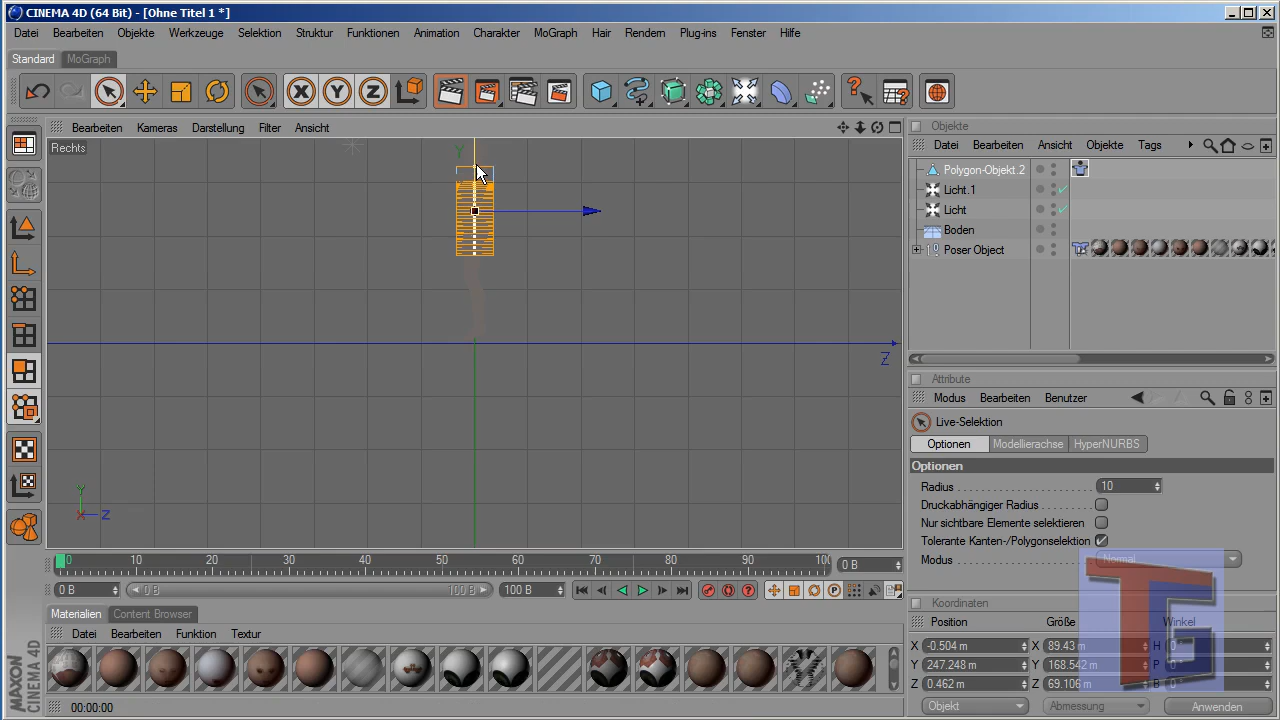 CINEMA 4D (64 Bit) - [Ohne Titel 1 *]
Datei Bearbeiten Objekte Werkzeuge Selektion Struktur Funktionen Animation Charakter MoGraph Hair Rendern Plug-ins Fenster Hilfe
Standard MoGraph
X Y Z
Bearbeiten Kameras Darstellung Filter Ansicht
Rechts
Y
Z
Y
X Z
Objekte
Datei Bearbeiten Ansicht Objekte Tags
Polygon-Objekt.2
Licht.1
Licht
Boden
Poser Object
Attribute
Modus Bearbeiten Benutzer
Live-Selektion
Optionen Modellierachse HyperNURBS
Optionen
Radius 10
Druckabhängiger Radius
Nur sichtbare Elemente selektieren
Tolerante Kanten-/Polygonselektion
Modus Normal
0 10 20 30 40 50 60 70 80 90 100 0 B
0 B 0 B 100 B 100 B
Materialien Content Browser
Datei Bearbeiten Funktion Textur
Koordinaten
Position Größe Winkel
X -0.504 m X 89.43 m H 0 °
Y 247.248 m Y 168.542 m P 0 °
Z 0.462 m Z 69.106 m B 0 °
Objekt Abmessung Anwenden
TG
MAXON
CINEMA 4D
00:00:00